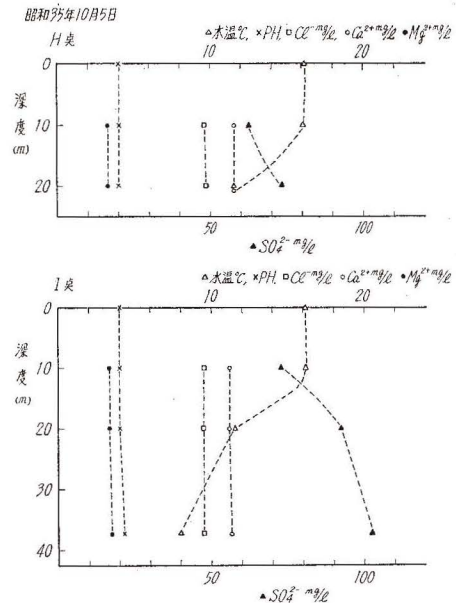 昭和35年10月5日
H点
△水温℃, ×PH, □Cl⁻mg/l, ○Ca²⁺mg/l ●Mg²⁺mg/l
10 20
0
深
度
(m)
10
20
50 100
▲SO₄²⁻mg/l
I点
△水温℃, ×PH, □Cl⁻mg/l ○Ca²⁺mg/l ●Mg²⁺mg/l
10 20
0
深
度
(m)
10
20
30
40
50 100
▲SO₄²⁻mg/l